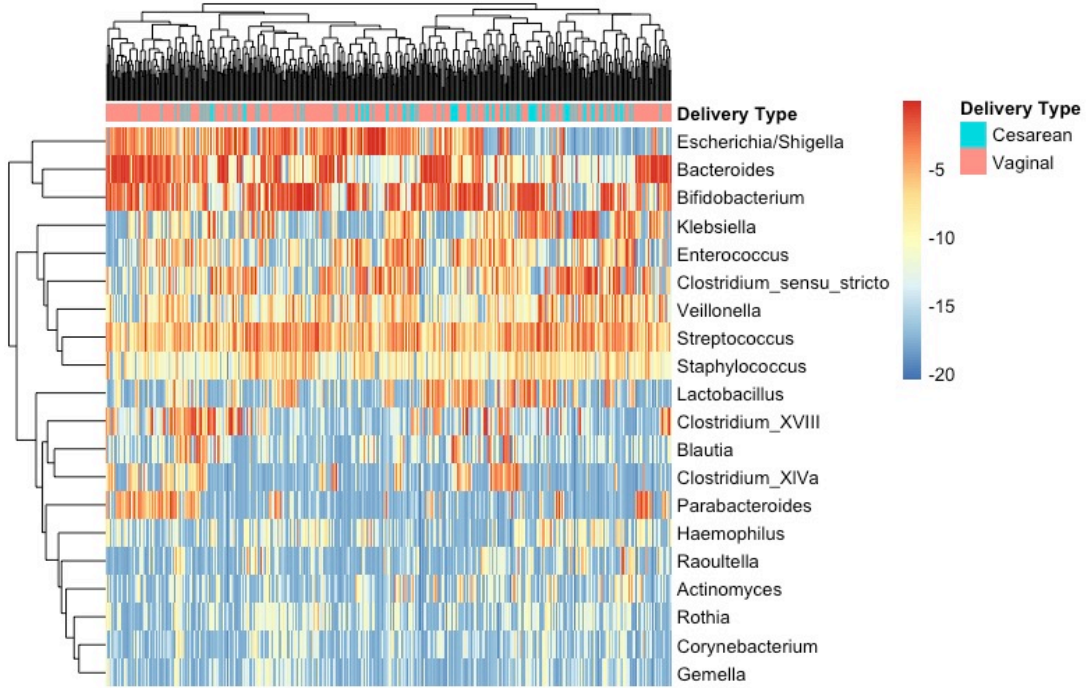 Delivery Type
Escherichia/Shigella
Bacteroides
Bifidobacterium
Klebsiella
Enterococcus
Clostridium_sensu_stricto
Veillonella
Streptococcus
Staphylococcus
Lactobacillus
Clostridium_XVIII
Blautia
Clostridium_XIVa
Parabacteroides
Haemophilus
Raoultella
Actinomyces
Rothia
Corynebacterium
Gemella
-5
-10
-15
-20
Delivery Type
Cesarean
Vaginal